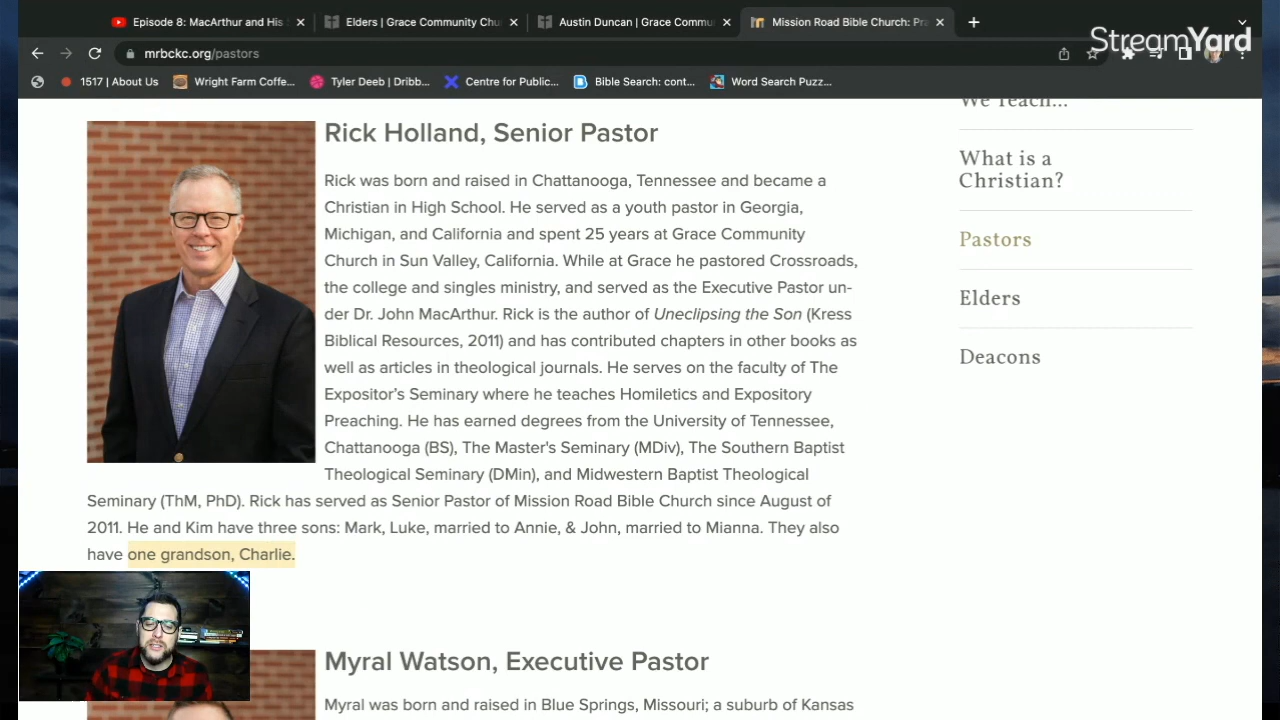 Episode 8: MacArthur and His
Elders | Grace Community Chu
Austin Duncan | Grace Commu
Mission Road Bible Church: Pra
StreamYard
mrbckc.org/pastors
1517 | About Us
Wright Farm Coffe...
Tyler Deeb | Dribb...
Centre for Public...
Bible Search: cont...
Word Search Puzz...
We Teach...
What is a
Christian?
Pastors
Elders
Deacons
Rick Holland, Senior Pastor
Rick was born and raised in Chattanooga, Tennessee and became a
Christian in High School. He served as a youth pastor in Georgia,
Michigan, and California and spent 25 years at Grace Community
Church in Sun Valley, California. While at Grace he pastored Crossroads,
the college and singles ministry, and served as the Executive Pastor un-
der Dr. John MacArthur. Rick is the author of Uneclipsing the Son (Kress
Biblical Resources, 2011) and has contributed chapters in other books as
well as articles in theological journals. He serves on the faculty of The
Expositor's Seminary where he teaches Homiletics and Expository
Preaching. He has earned degrees from the University of Tennessee,
Chattanooga (BS), The Master's Seminary (MDiv), The Southern Baptist
Theological Seminary (DMin), and Midwestern Baptist Theological
Seminary (ThM, PhD). Rick has served as Senior Pastor of Mission Road Bible Church since August of
2011. He and Kim have three sons: Mark, Luke, married to Annie, & John, married to Mianna. They also
have one grandson, Charlie.
Myral Watson, Executive Pastor
Myral was born and raised in Blue Springs, Missouri; a suburb of Kansas